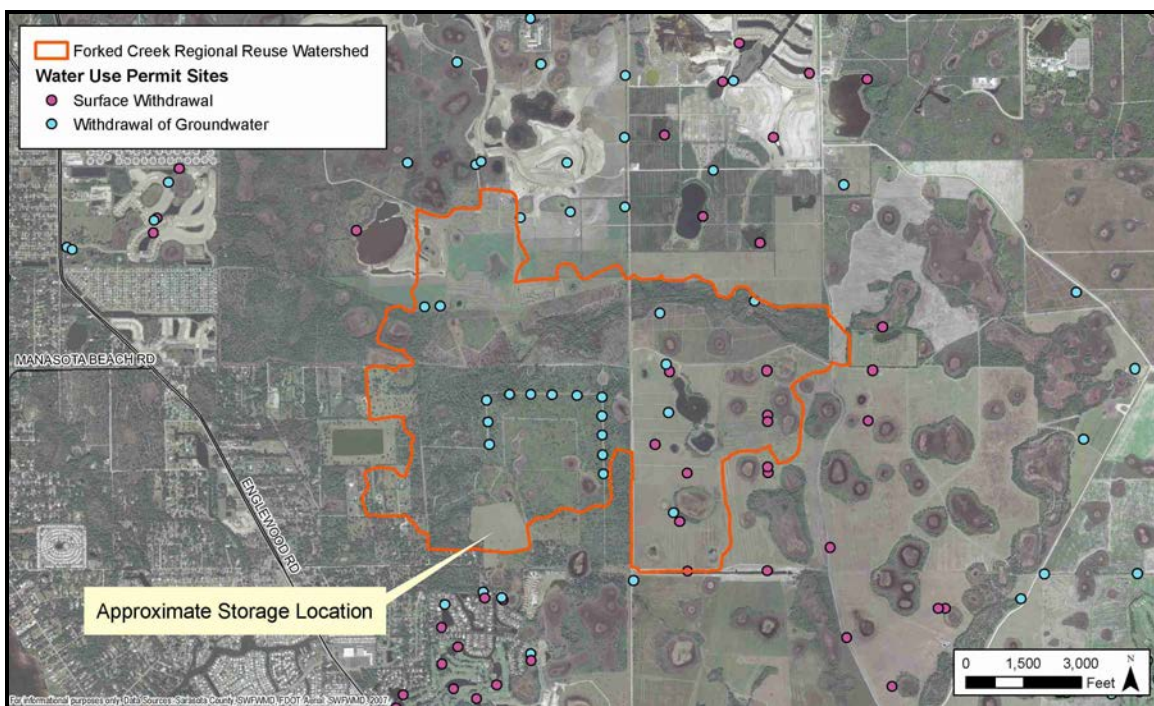 Forked Creek Regional Reuse Watershed
Water Use Permit Sites
Surface Withdrawal
Withdrawal of Groundwater
MANASOTA BEACH RD
ENGLEWOOD RD
Approximate Storage Location
0 1,500 3,000
Feet
N
For informational purposes only. Data Sources: Sarasota County, SWFWMD, FDOT Aerial: SWFWMD, 2007